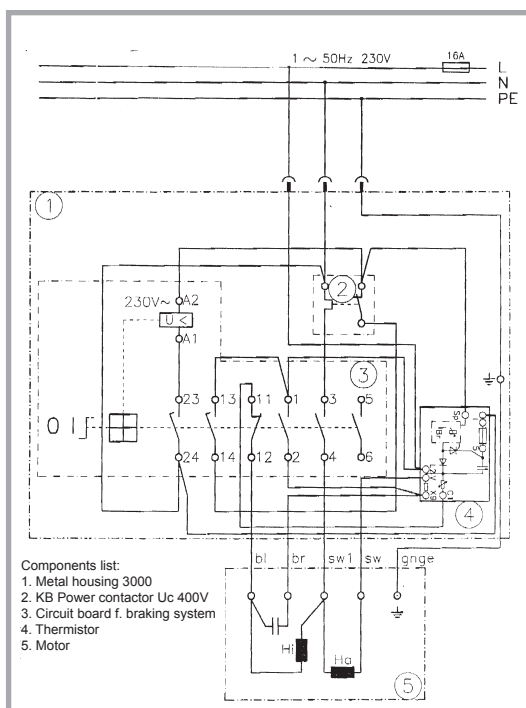 1 ~ 50Hz 230V
16A
L
N
PE
1
2
230V~
A2
U <
A1
3
23 13 11 1 3 5
0 I
24 14 12 2 4 6
4
bl br sw1 sw gnge
Components list:
1. Metal housing 3000
2. KB Power contactor Uc 400V
3. Circuit board f. braking system
4. Thermistor
5. Motor
Hi
Ha
5